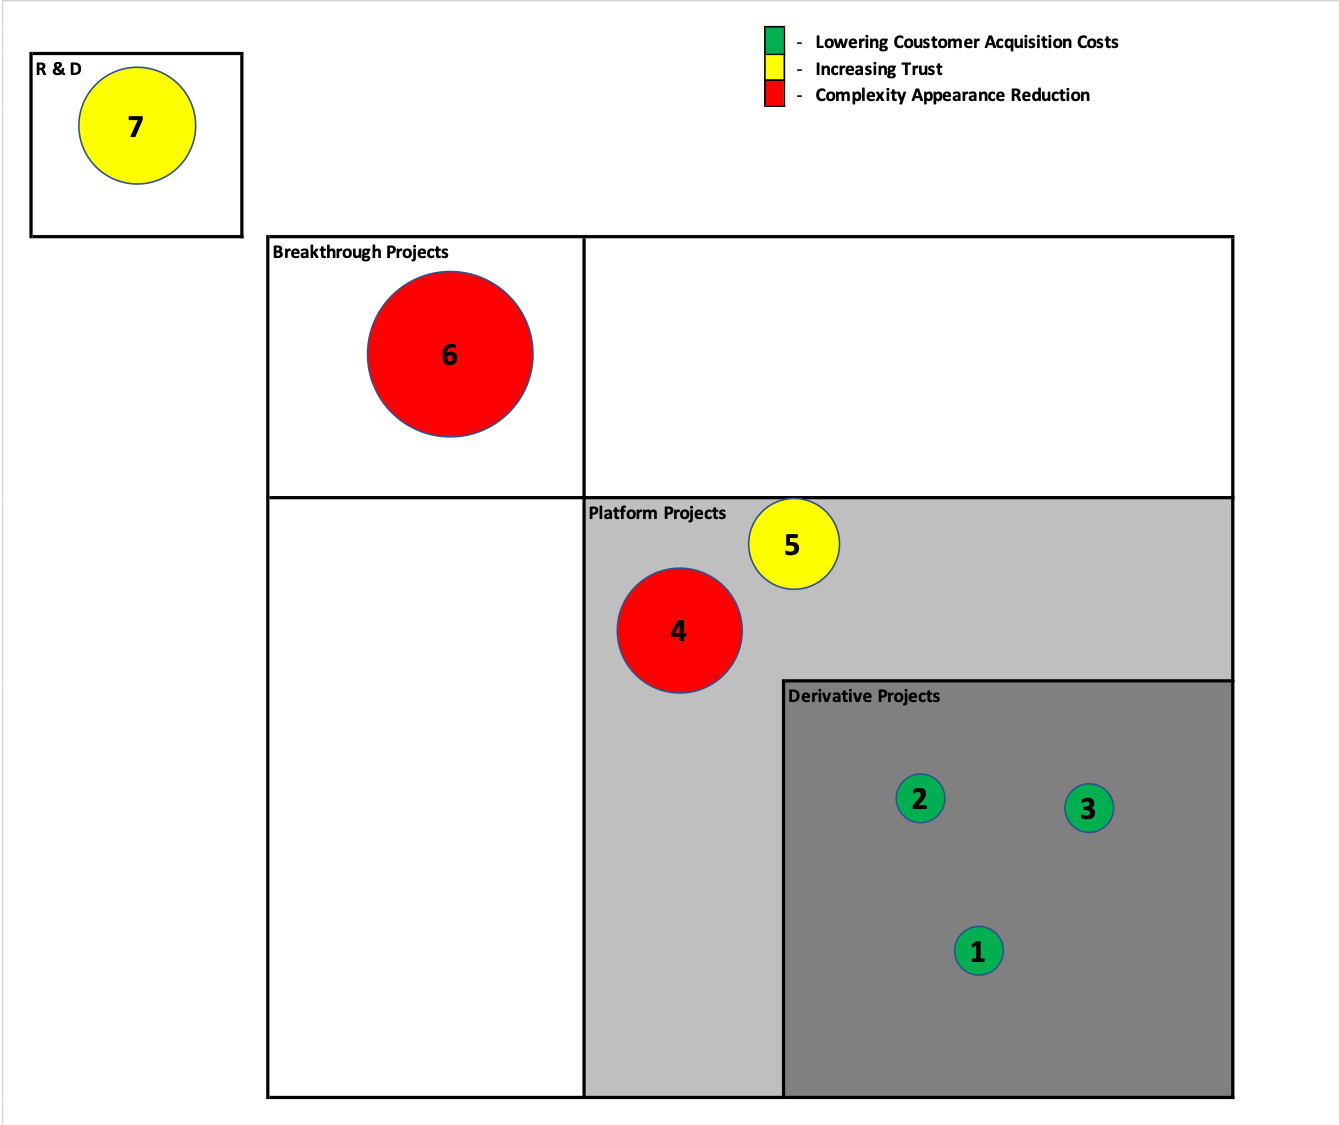 - Lowering Coustomer Acquisition Costs
- Increasing Trust
- Complexity Appearance Reduction
R & D
7
Breakthrough Projects
6
Platform Projects
5
4
Derivative Projects
2
3
1